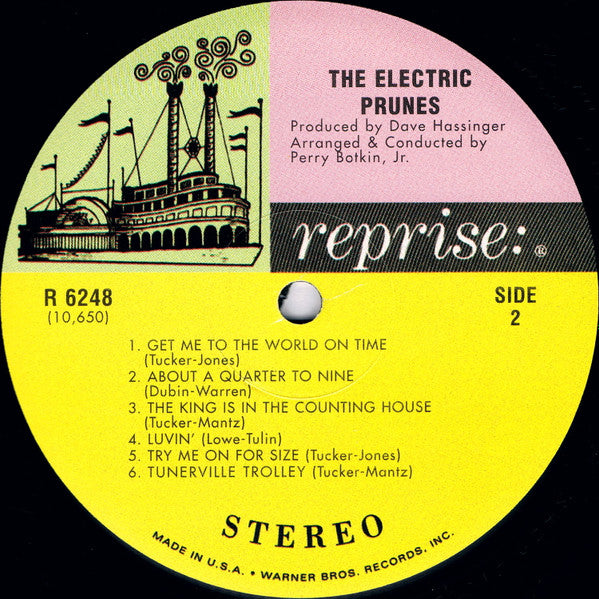 THE ELECTRIC
PRUNES
Produced by Dave Hassinger
Arranged & Conducted by
Perry Botkin, Jr.
reprise:®
R 6248
(10,650)
SIDE
2
1. GET ME TO THE WORLD ON TIME
(Tucker-Jones)
2. ABOUT A QUARTER TO NINE
(Dubin-Warren)
3. THE KING IS IN THE COUNTING HOUSE
(Tucker-Mantz)
4. LUVIN' (Lowe-Tulin)
5. TRY ME ON FOR SIZE (Tucker-Jones)
6. TUNERVILLE TROLLEY (Tucker-Mantz)
STEREO
MADE IN U.S.A. • WARNER BROS. RECORDS, INC.